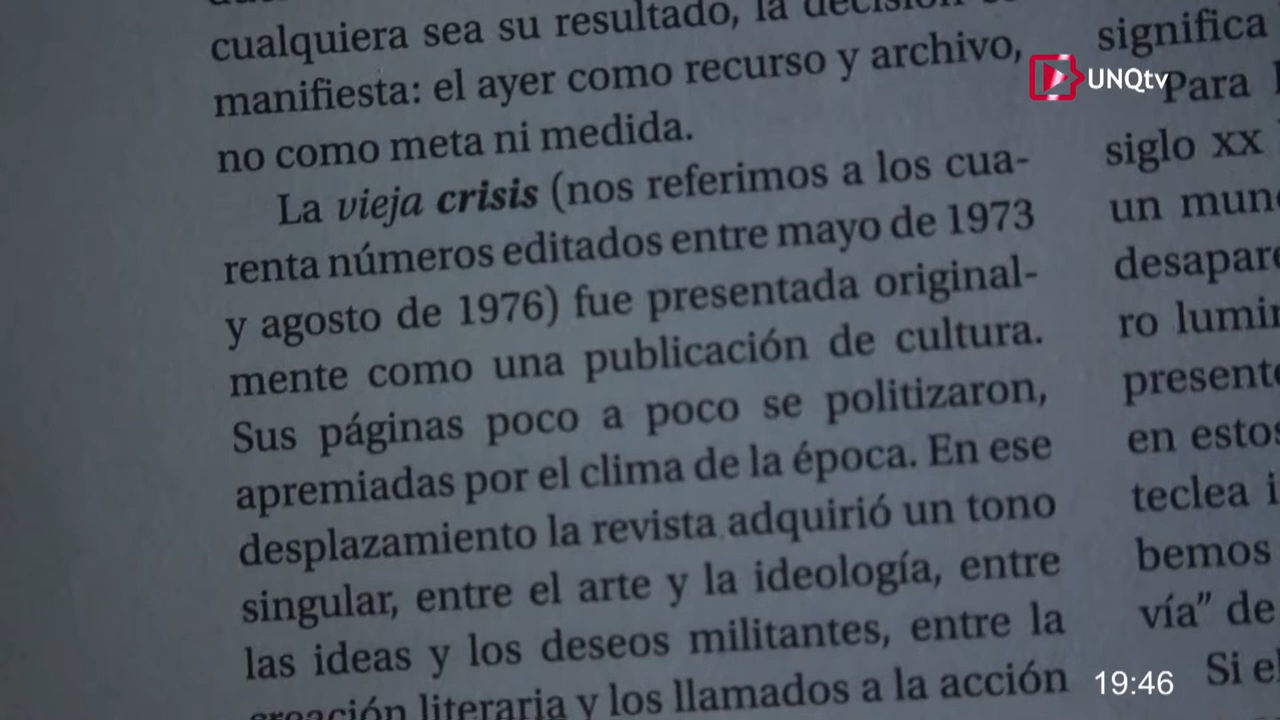 cualquiera sea su resultado, la decisión
manifiesta: el ayer como recurso y archivo,
no como meta ni medida.
La vieja crisis (nos referimos a los cua-
renta números editados entre mayo de 1973
y agosto de 1976) fue presentada original-
mente como una publicación de cultura.
Sus páginas poco a poco se politizaron,
apremiadas por el clima de la época. En ese
desplazamiento la revista adquirió un tono
singular, entre el arte y la ideología, entre
las ideas y los deseos militantes, entre la
creación literaria y los llamados a la acción
significa
Para
siglo XX
un
ro
en estos
teclea
bemos
vía” de
Si
UNQtv
19:46